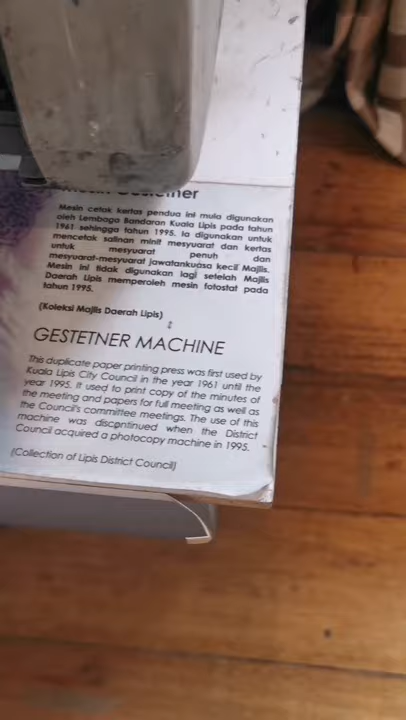 Mesin Gestetner
Mesin cetak kertas pendua ini mula digunakan
oleh Lembaga Bandaran Kuala Lipis pada tahun
1961 sehingga tahun 1995. Ia digunakan untuk
mencetak salinan minit mesyuarat dan kertas
untuk mesyuarat penuh dan
mesyuarat-mesyuarat jawatankuasa kecil Majlis.
Mesin ini tidak digunakan lagi selelah Majlis
Daerah Lipis memperoleh mesin fotostat pada
tahun 1995.
(Koleksi Majlis Daerah Lipis)
GESTETNER MACHINE
This duplicate paper printing press was first used by
Kuala Lipis City Council in the year 1961 until the
year 1995. It used to print copy of the minutes of
the meeting and papers for full meeting as well as
the Council's committee meetings. The use of this
machine was discontinued when the District
Council acquired a photocopy machine in 1995.
(Collection of Lipis District Council)